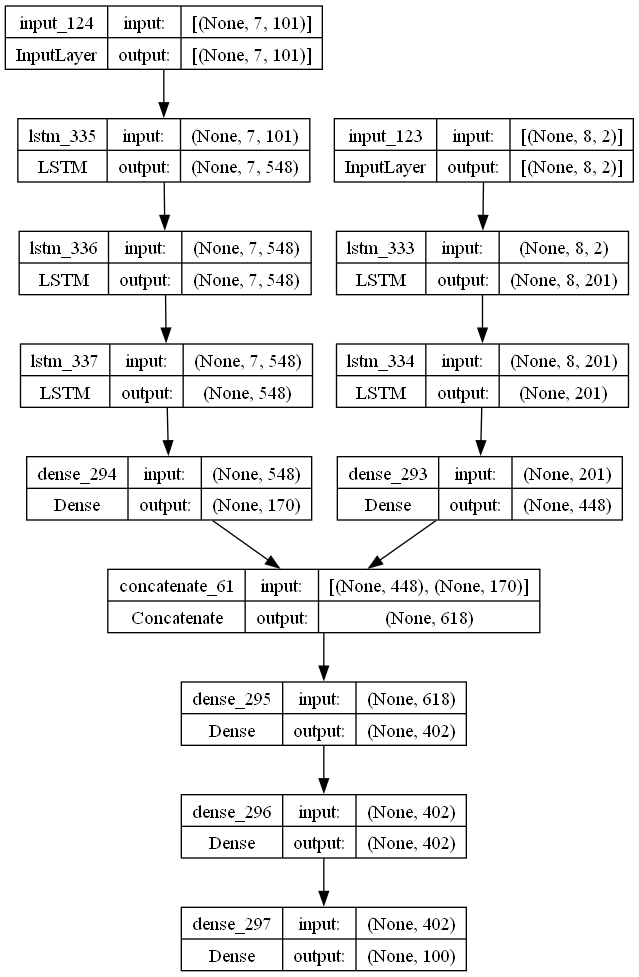 input_124 input: [(None, 7, 101)]
InputLayer output: [(None, 7, 101)]
lstm_335 input: (None, 7, 101)
LSTM output: (None, 7, 548)
input_123 input: [(None, 8, 2)]
InputLayer output: [(None, 8, 2)]
lstm_336 input: (None, 7, 548)
LSTM output: (None, 7, 548)
lstm_333 input: (None, 8, 2)
LSTM output: (None, 8, 201)
lstm_337 input: (None, 7, 548)
LSTM output: (None, 548)
lstm_334 input: (None, 8, 201)
LSTM output: (None, 201)
dense_294 input: (None, 548)
Dense output: (None, 170)
dense_293 input: (None, 201)
Dense output: (None, 448)
concatenate_61 input: [(None, 448), (None, 170)]
Concatenate output: (None, 618)
dense_295 input: (None, 618)
Dense output: (None, 402)
dense_296 input: (None, 402)
Dense output: (None, 402)
dense_297 input: (None, 402)
Dense output: (None, 100)